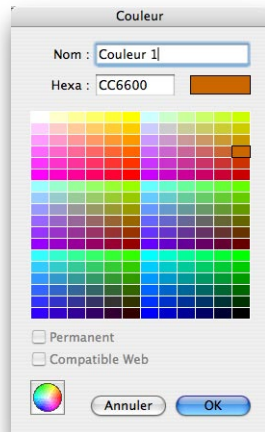 Couleur
Nom : Couleur 1
Hexa : CC6600
Permanent
Compatible Web
Annuler OK